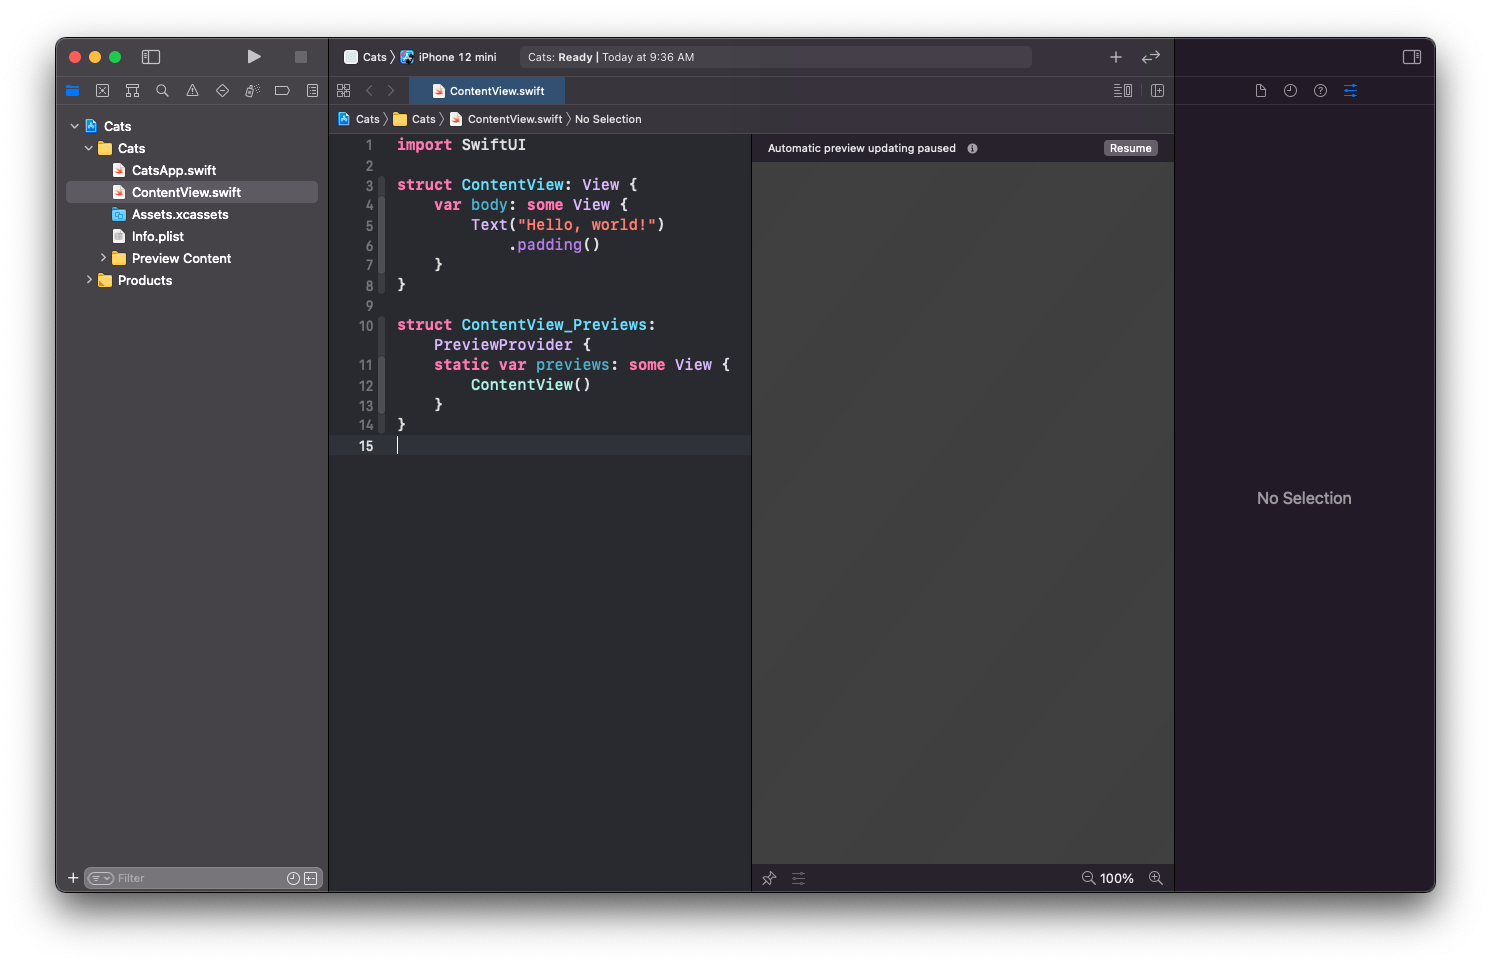 Cats
iPhone 12 mini
Cats: Ready | Today at 9:36 AM
ContentView.swift
Cats
Cats
ContentView.swift
No Selection
Cats
Cats
CatsApp.swift
ContentView.swift
Assets.xcassets
Info.plist
Preview Content
Products
Filter
1 import SwiftUI
2
3 struct ContentView: View {
4 var body: some View {
5 Text("Hello, world!")
6 .padding()
7 }
8 }
9
10 struct ContentView_Previews:
PreviewProvider {
11 static var previews: some View {
12 ContentView()
13 }
14 }
15
Automatic preview updating paused
Resume
100%
No Selection